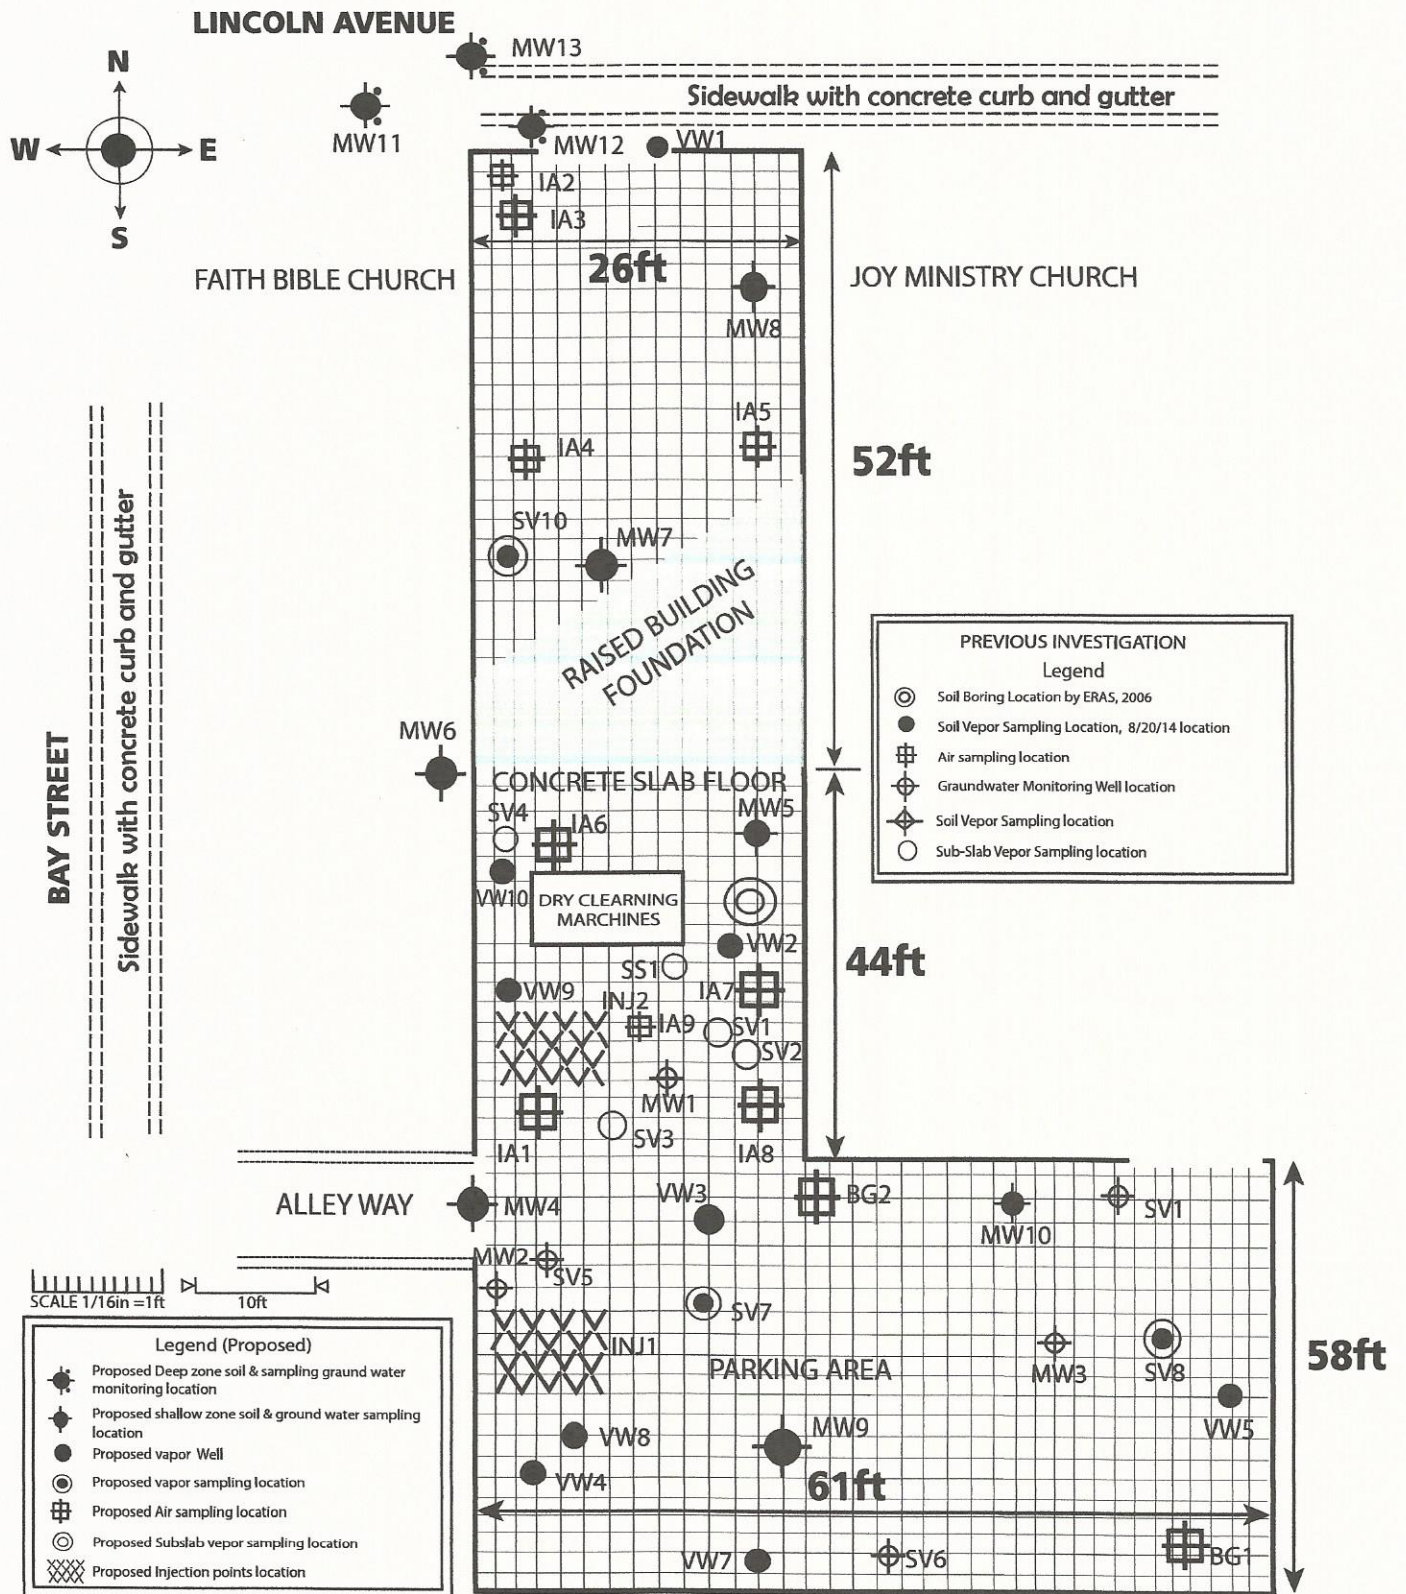 LINCOLN AVENUE
MW13
N
Sidewalk with concrete curb and gutter
W
E
MW11
MW12
VW1
S
IA2
IA3
26ft
FAITH BIBLE CHURCH
JOY MINISTRY CHURCH
MW8
IA5
IA4
52ft
SV10
MW7
RAISED BUILDING
FOUNDATION
BAY STREET
Sidewalk with concrete curb and gutter
PREVIOUS INVESTIGATION
Legend
Soil Boring Location by ERAS, 2006
Soil Vepor Sampling Location, 8/20/14 location
Air sampling location
Graundwater Monitoring Well location
Soil Vepor Sampling location
Sub-Slab Vepor Sampling location
MW6
CONCRETE SLAB FLOOR
SV4
IA6
MW5
VW10
DRY CLEARNING
MARCHINES
VW2
44ft
SS1
IA7
VW9
INJ2
IA9
SV1
SV2
MW1
SV3
IA1
IA8
ALLEY WAY
MW4
VW3
BG2
MW10
SV1
MW2
SV5
SCALE 1/16in =1ft
10ft
SV7
INJ1
PARKING AREA
MW3
SV8
58ft
VW5
MW9
VW8
VW4
61ft
VW7
SV6
BG1
Legend (Proposed)
Proposed Deep zone soil & sampling ground water
monitoring location
Proposed shallow zone soil & ground water sampling
location
Proposed vapor Well
Proposed vapor sampling location
Proposed Air sampling location
Proposed Subslab vepor sampling location
Proposed Injection points location